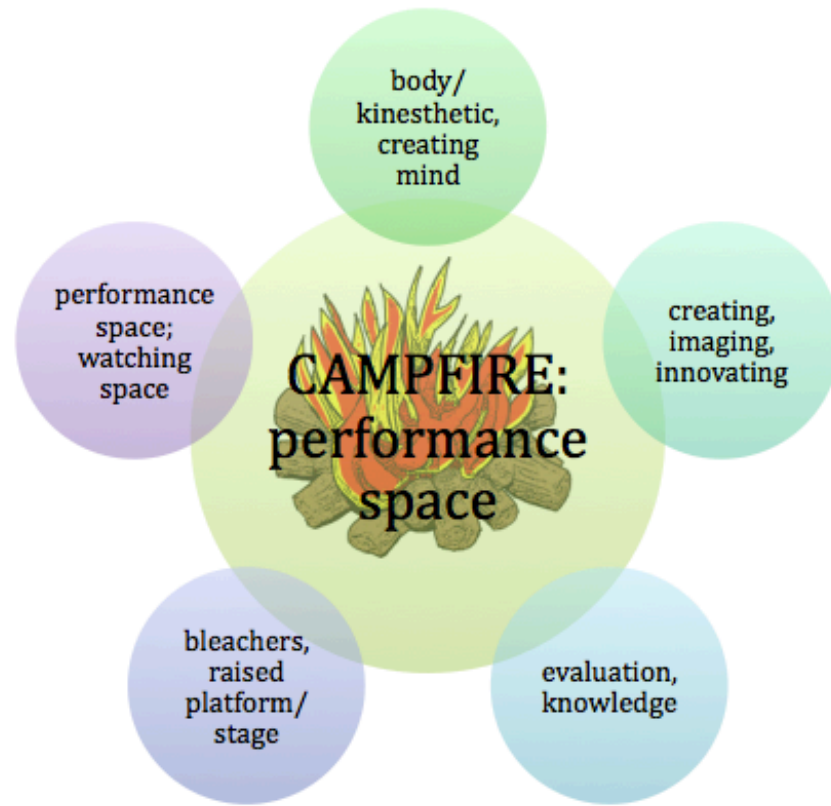 body/
kinesthetic,
creating
mind
performance
space;
watching
space
creating,
imaging,
innovating
CAMPFIRE:
performance
space
bleachers,
raised
platform/
stage
evaluation,
knowledge